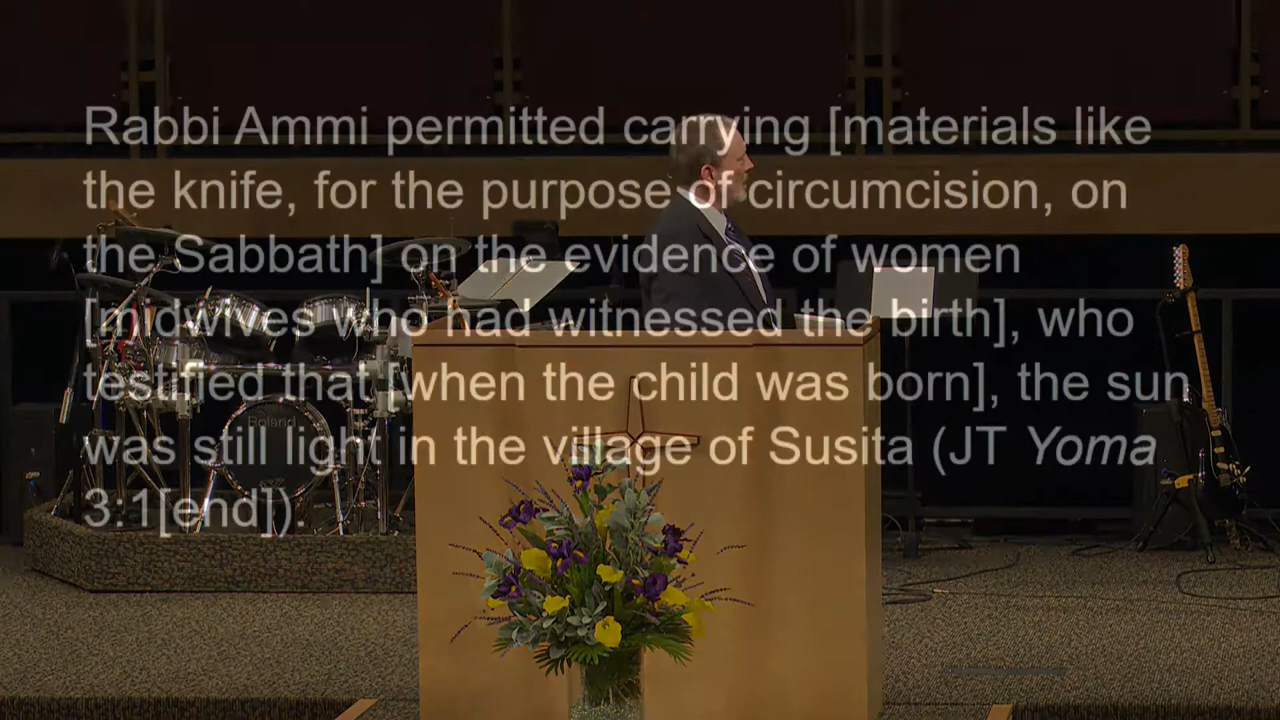 Rabbi Ammi permitted carrying [materials like
the knife, for the purpose of circumcision, on
the Sabbath] on the evidence of women
[midwives who had witnessed the birth], who
testified that [when the child was born], the sun
was still light in the village of Susita (JT Yoma
3:1[end]).
Roland